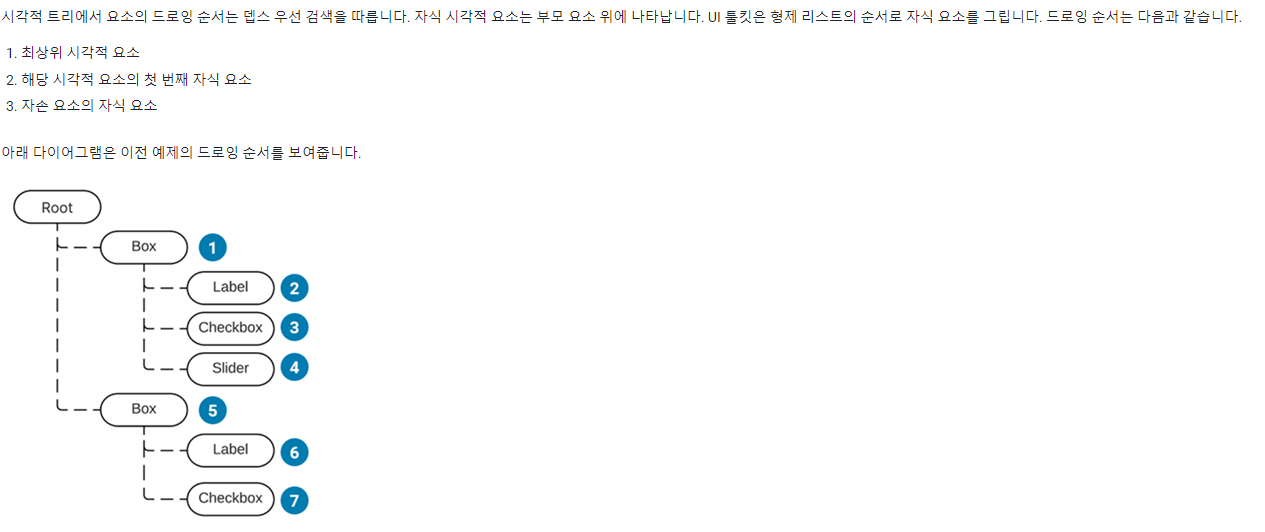 시각적 트리에서 요소의 드로잉 순서는 뎁스 우선 검색을 따릅니다. 자식 시각적 요소는 부모 요소 위에 나타납니다. UI 툴킷은 형제 리스트의 순서로 자식 요소를 그립니다. 드로잉 순서는 다음과 같습니다.
1. 최상위 시각적 요소
2. 해당 시각적 요소의 첫 번째 자식 요소
3. 자손 요소의 자식 요소
아래 다이어그램은 이전 예제의 드로잉 순서를 보여줍니다.
Root
Box 1
Label 2
Checkbox 3
Slider 4
Box 5
Label 6
Checkbox 7